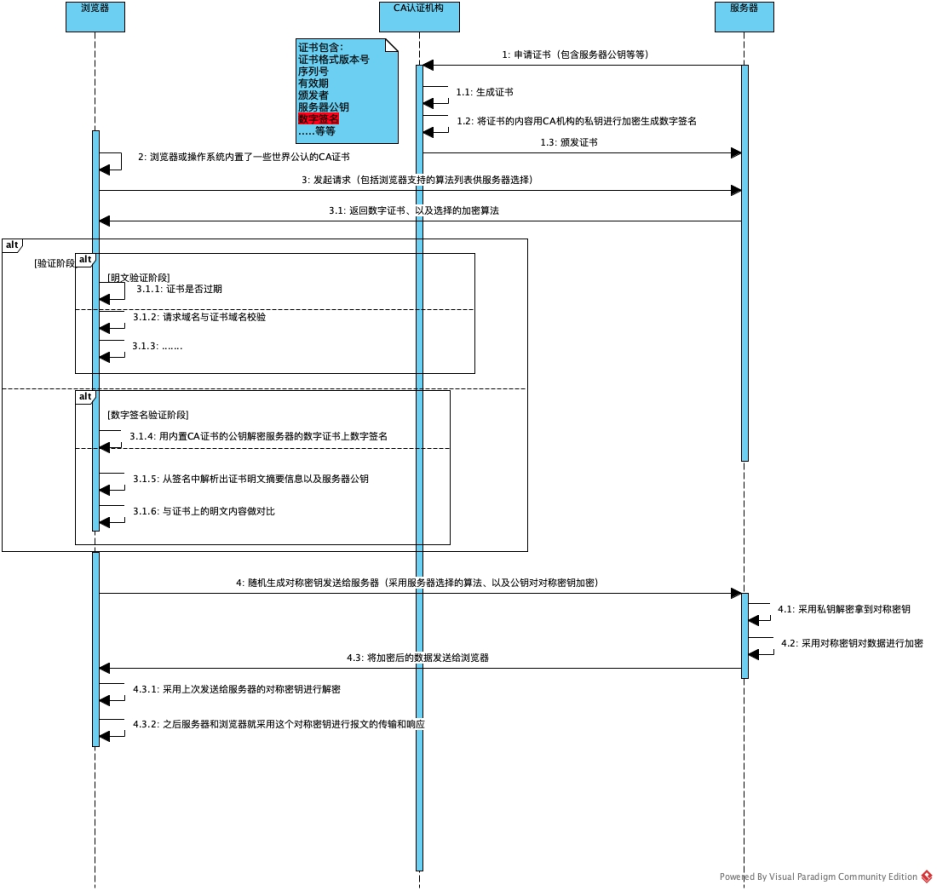 浏览器
CA认证机构
服务器
证书包含：
证书格式版本号
序列号
有效期
颁发者
服务器公钥
数字签名
.....等等
1: 申请证书（包含服务器公钥等等）
1.1: 生成证书
1.2: 将证书的内容用CA机构的私钥进行加密生成数字签名
1.3: 颁发证书
2: 浏览器或操作系统内置了一些世界公认的CA证书
3: 发起请求（包括浏览器支持的算法列表供服务器选择）
3.1: 返回数字证书、以及选择的加密算法
alt
[验证阶段
alt
[明文验证阶段]
3.1.1: 证书是否过期
3.1.2: 请求域名与证书域名校验
3.1.3: .......
alt
[数字签名验证阶段]
3.1.4: 用内置CA证书的公钥解密服务器的数字证书上数字签名
3.1.5: 从签名中解析出证书明文摘要信息以及服务器公钥
3.1.6: 与证书上的明文内容做对比
4: 随机生成对称密钥发送给服务器（采用服务器选择的算法、以及公钥对对称密钥加密）
4.1: 采用私钥解密拿到对称密钥
4.2: 采用对称密钥对数据进行加密
4.3: 将加密后的数据发送给浏览器
4.3.1: 采用上次发送给服务器的对称密钥进行解密
4.3.2: 之后服务器和浏览器就采用这个对称密钥进行报文的传输和响应
Powered By Visual Paradigm Community Edition